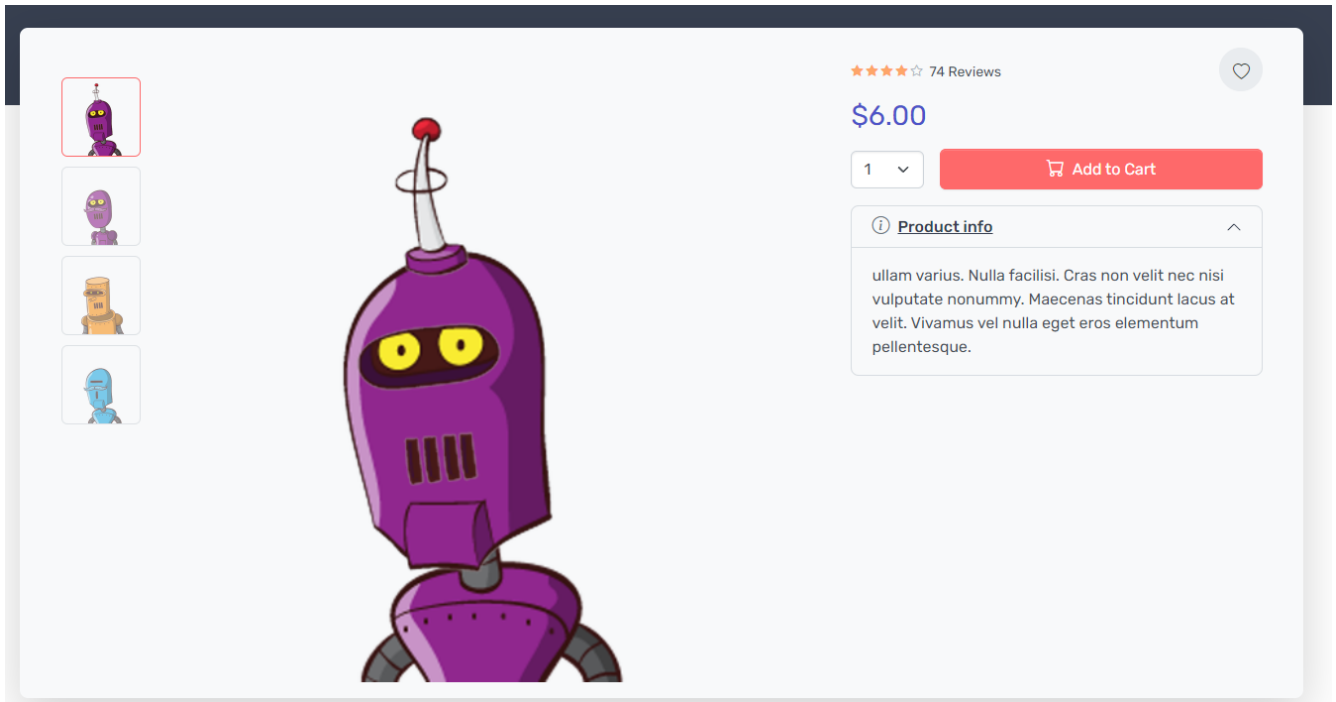 74 Reviews
$6.00
1
Add to Cart
Product info
ullam varius. Nulla facilisi. Cras non velit nec nisi
vulputate nonummy. Maecenas tincidunt lacus at
velit. Vivamus vel nulla eget eros elementum
pellentesque.